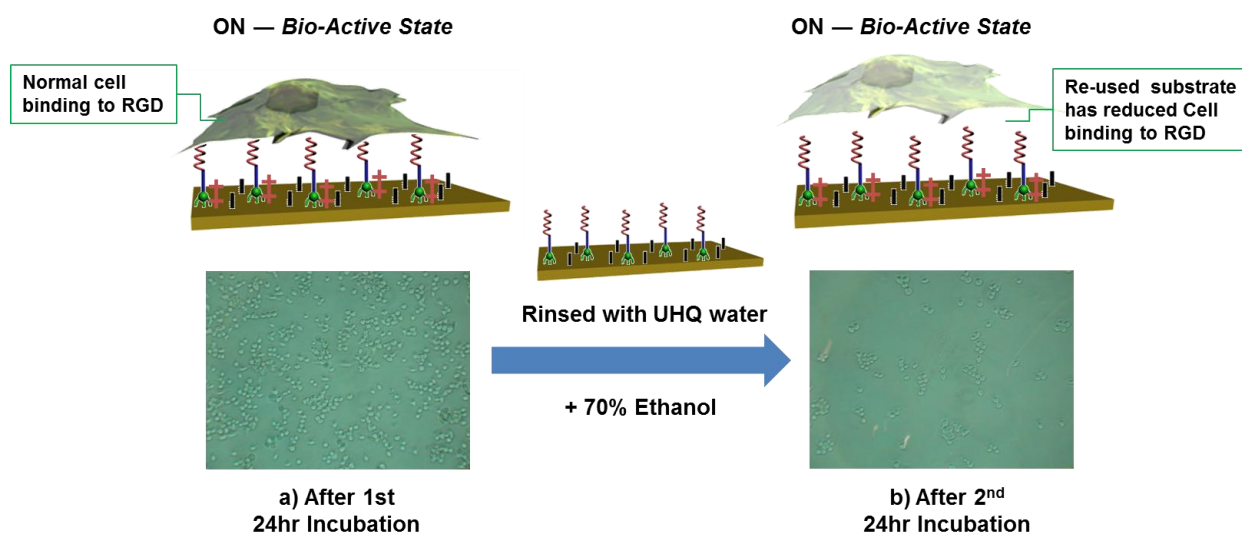 ON — Bio-Active State
Normal cell
binding to RGD
ON — Bio-Active State
Re-used substrate
has reduced Cell
binding to RGD
Rinsed with UHQ water
+ 70% Ethanol
a) After 1st
24hr Incubation
b) After 2nd
24hr Incubation